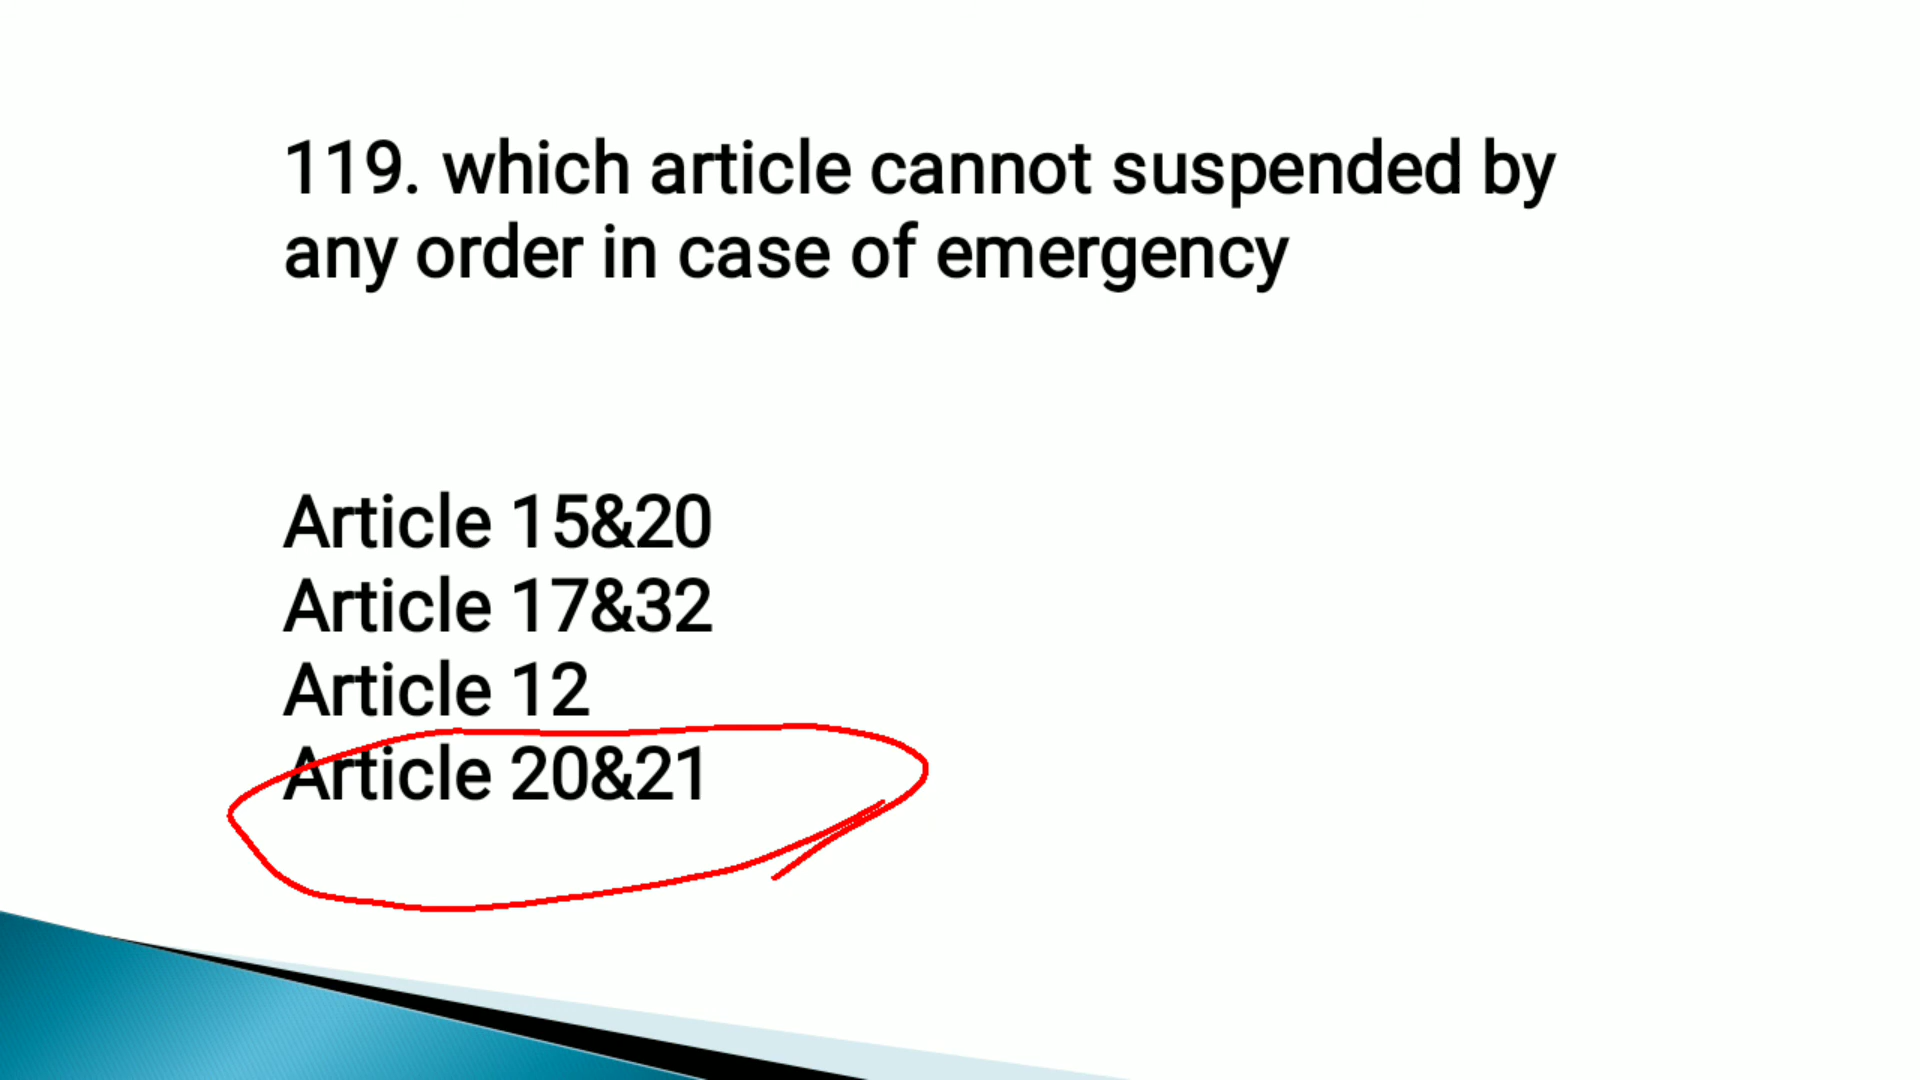 119. which article cannot suspended by
any order in case of emergency
Article 15&20
Article 17&32
Article 12
Article 20&21